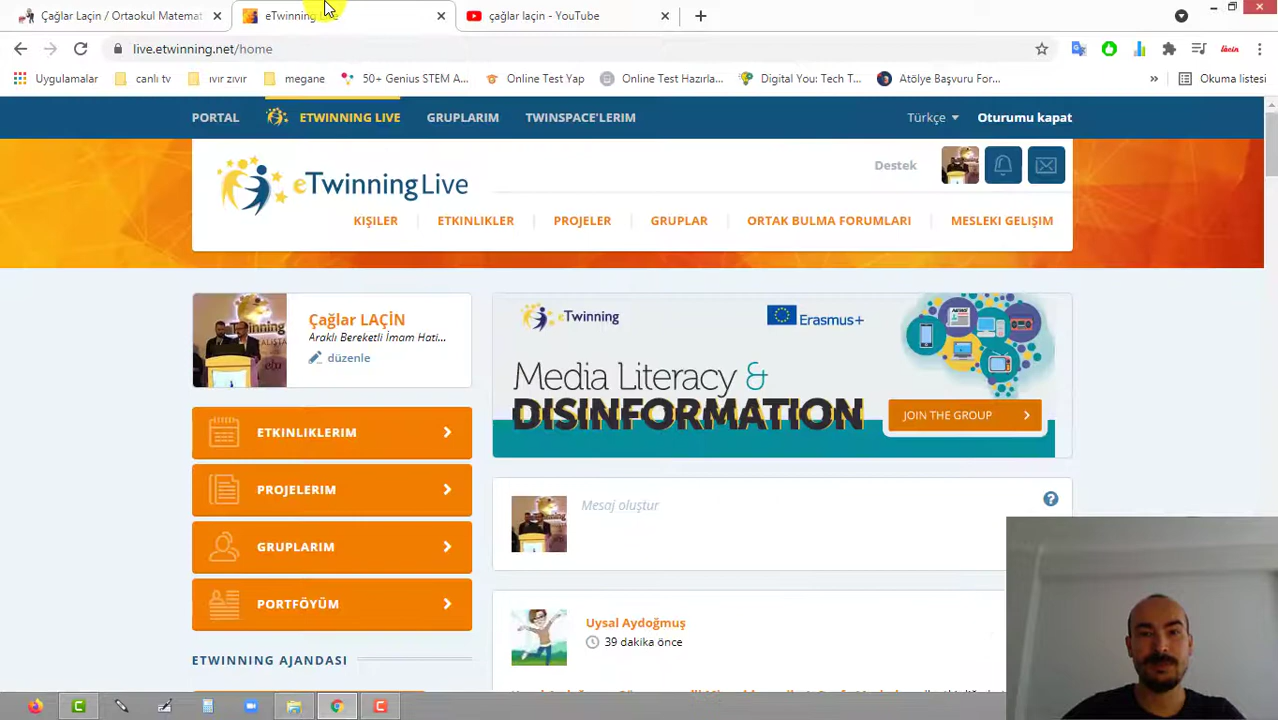 Çağlar Laçin / Ortaokul Matemat
eTwinning Live
çağlar laçin - YouTube
live.etwinning.net/home
Uygulamalar
canlı tv
ıvır zıvır
megane
50+ Genius STEM A...
Online Test Yap
Online Test Hazırla...
Digital You: Tech T...
Atölye Başvuru For...
»
Okuma listesi
PORTAL
ETWINNING LIVE
GRUPLARIM
TWINSPACE'LERIM
Türkçe
Oturumu kapat
eTwinningLive
Destek
KIŞILER
ETKINLIKLER
PROJELER
GRUPLAR
ORTAK BULMA FORUMLARI
MESLEKI GELIŞIM
Çağlar LAÇİN
Araklı Bereketli İmam Hati...
düzenle
eTwinning
Erasmus+
Media Literacy &
DISINFORMATION
JOIN THE GROUP
ETKINLIKLERIM
PROJELERIM
GRUPLARIM
PORTFÖYÜM
Mesaj oluştur
Uysal Aydoğmuş
39 dakika önce
ETWINNING AJANDASI